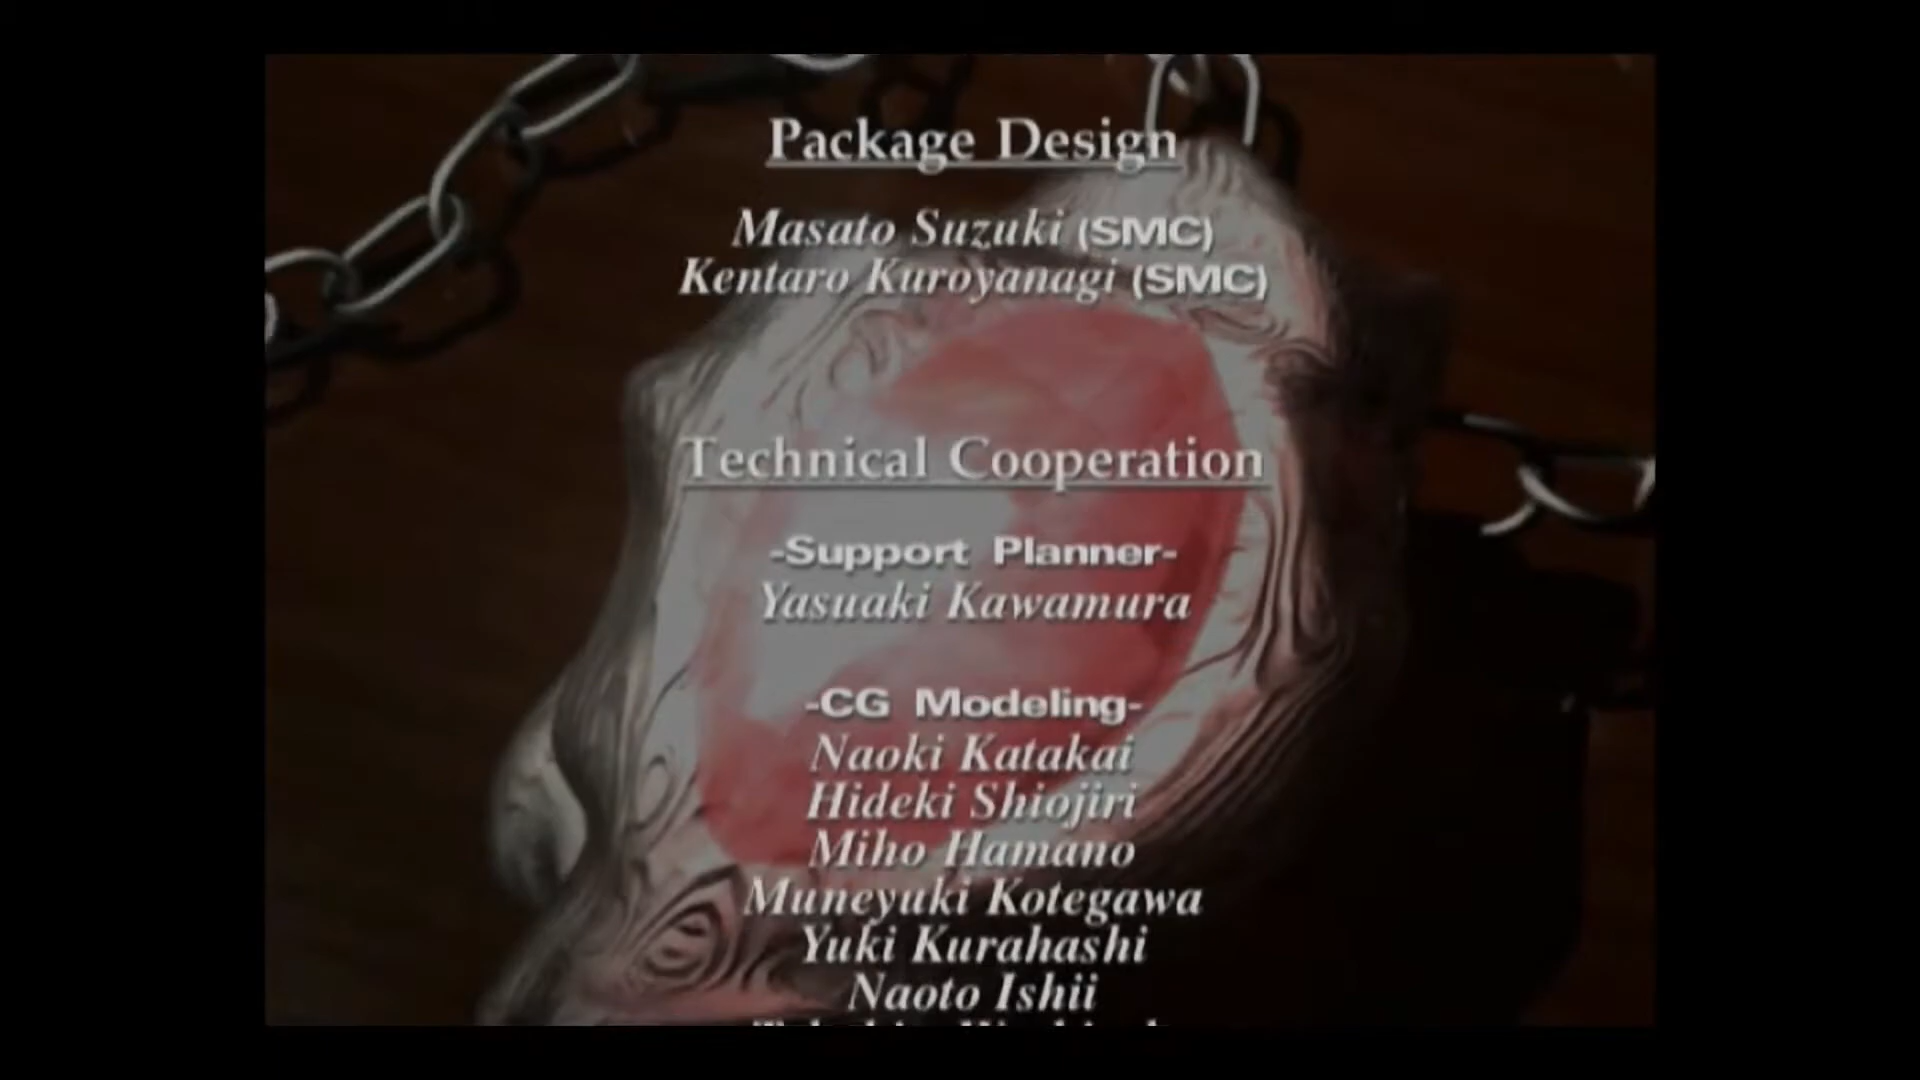 Package Design
Masato Suzuki (SMC)
Kentaro Kuroyanagi (SMC)
Technical Cooperation
-Support Planner-
Yasuaki Kawamura
-CG Modeling-
Naoki Katakai
Hideki Shiojiri
Miho Hamano
Muneyuki Kotegawa
Yuki Kurahashi
Naoto Ishii